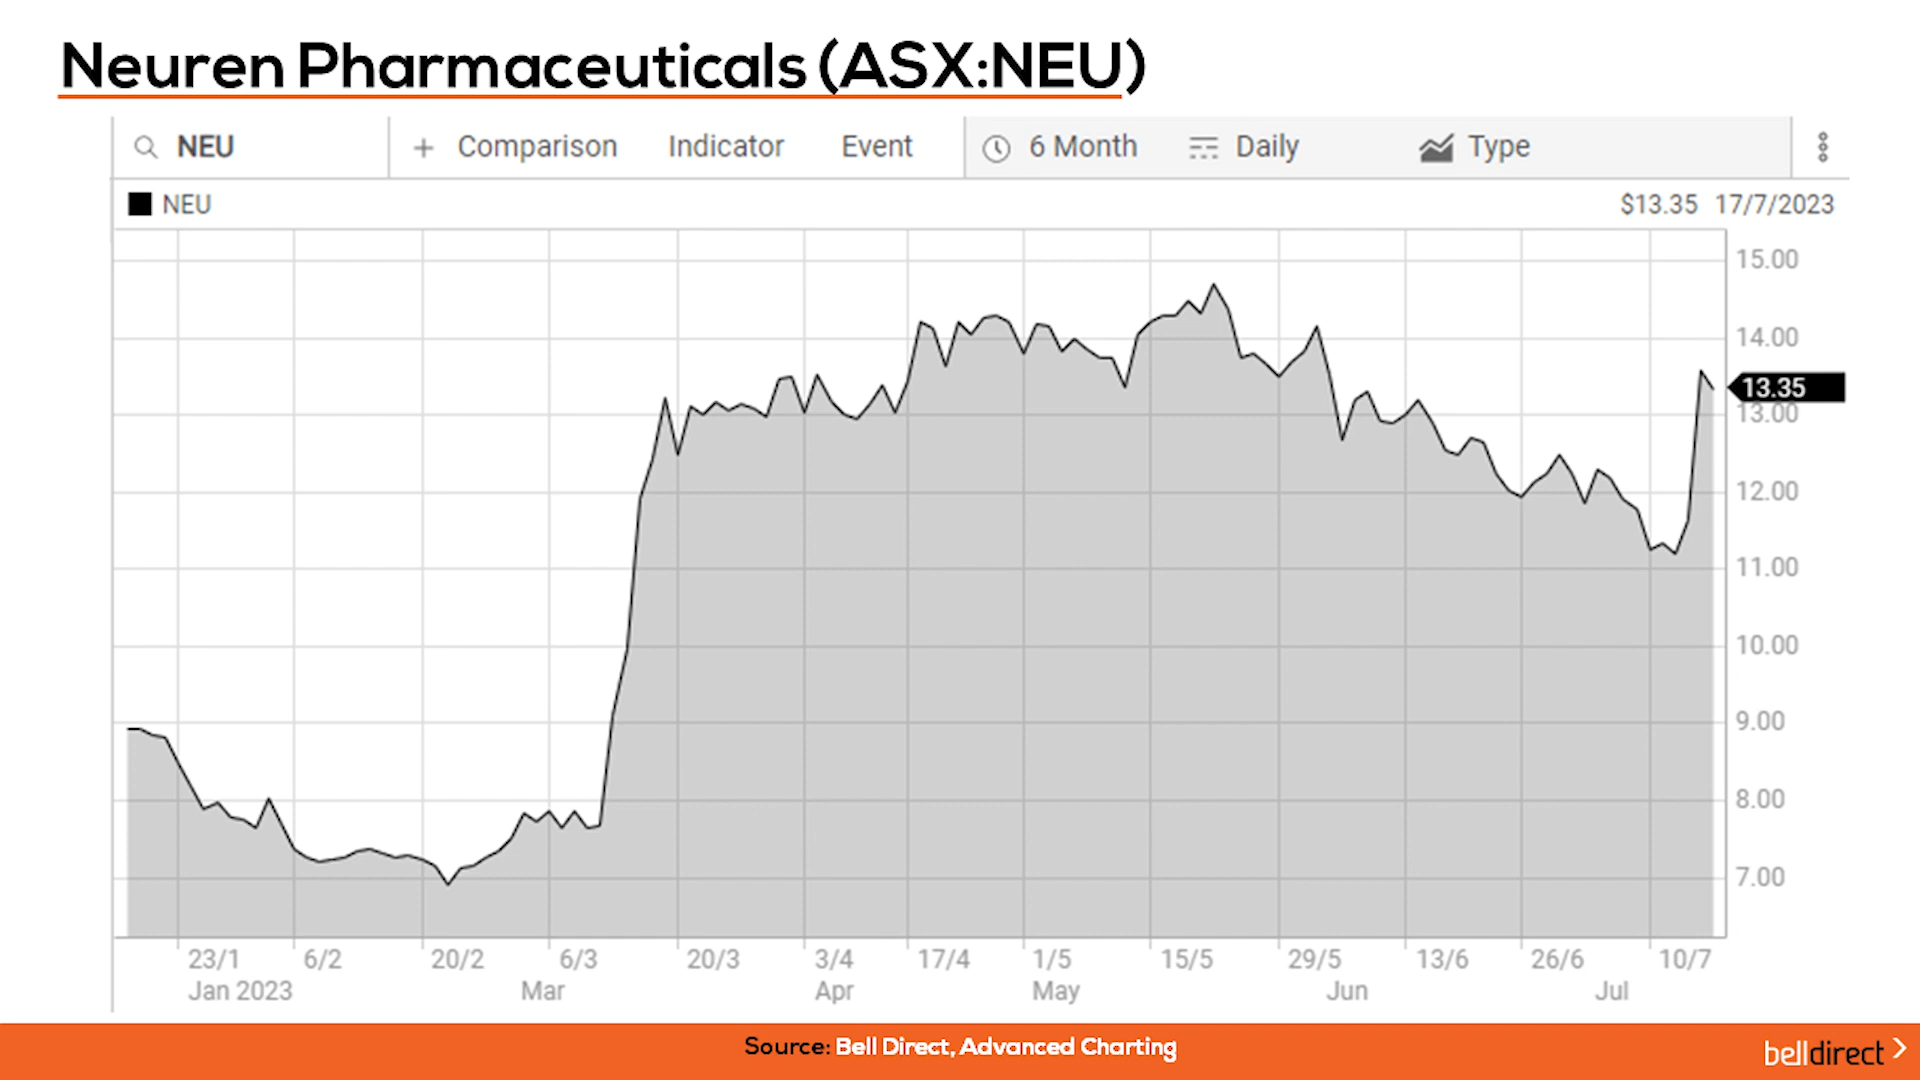 Neuren Pharmaceuticals (ASX:NEU)
NEU + Comparison Indicator Event 6 Month Daily Type
NEU $13.35 17/7/2023
15.00
14.00
13.35
13.00
12.00
11.00
10.00
9.00
8.00
7.00
23/1 6/2 20/2 6/3 20/3 3/4 17/4 1/5 15/5 29/5 13/6 26/6 10/7
Jan 2023 Mar Apr May Jun Jul
Source: Bell Direct, Advanced Charting
belldirect